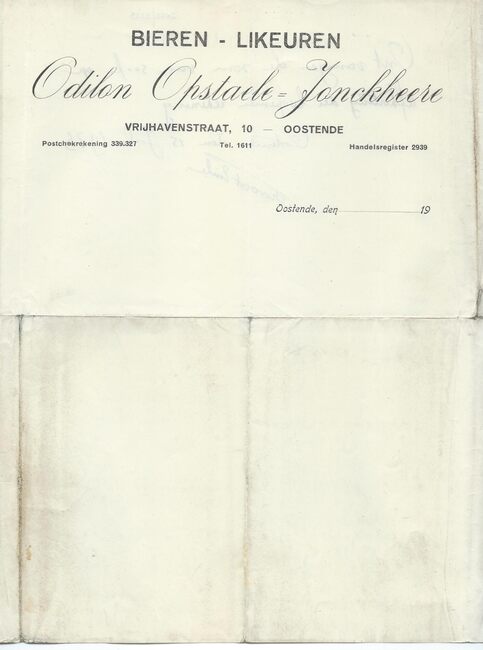 BIEREN - LIKEUREN
Odilon Opstaele=Jonckheere
VRIJHAVENSTRAAT, 10 — OOSTENDE
Postchekrekening 339.327 Tel. 1611 Handelsregister 2939
Oostende, den 19